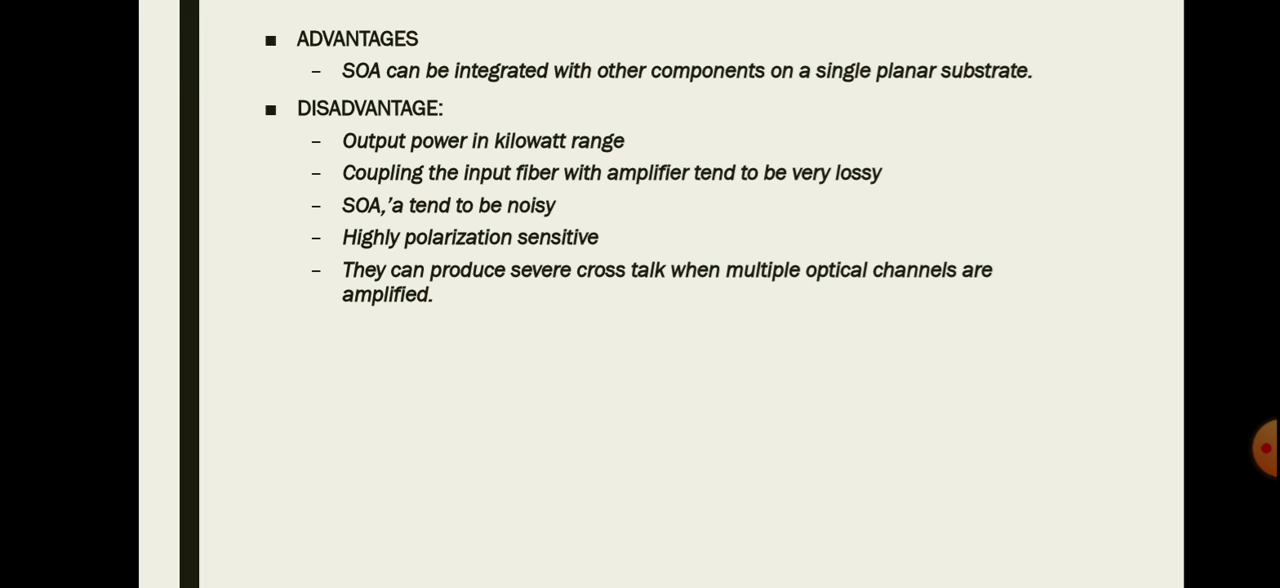 ■ ADVANTAGES
– SOA can be integrated with other components on a single planar substrate.
■ DISADVANTAGE:
– Output power in kilowatt range
– Coupling the input fiber with amplifier tend to be very lossy
– SOA,’a tend to be noisy
– Highly polarization sensitive
– They can produce severe cross talk when multiple optical channels are
amplified.